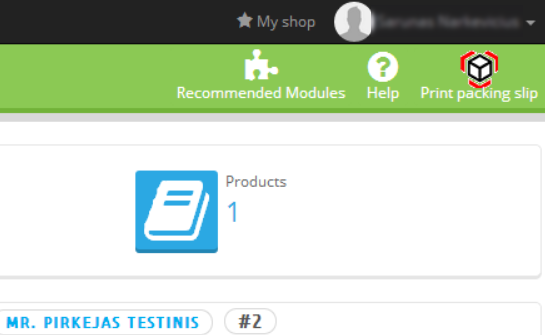 My shop
Recommended Modules Help Print packing slip
Products
1
MR. PIRKEJAS TESTINIS #2